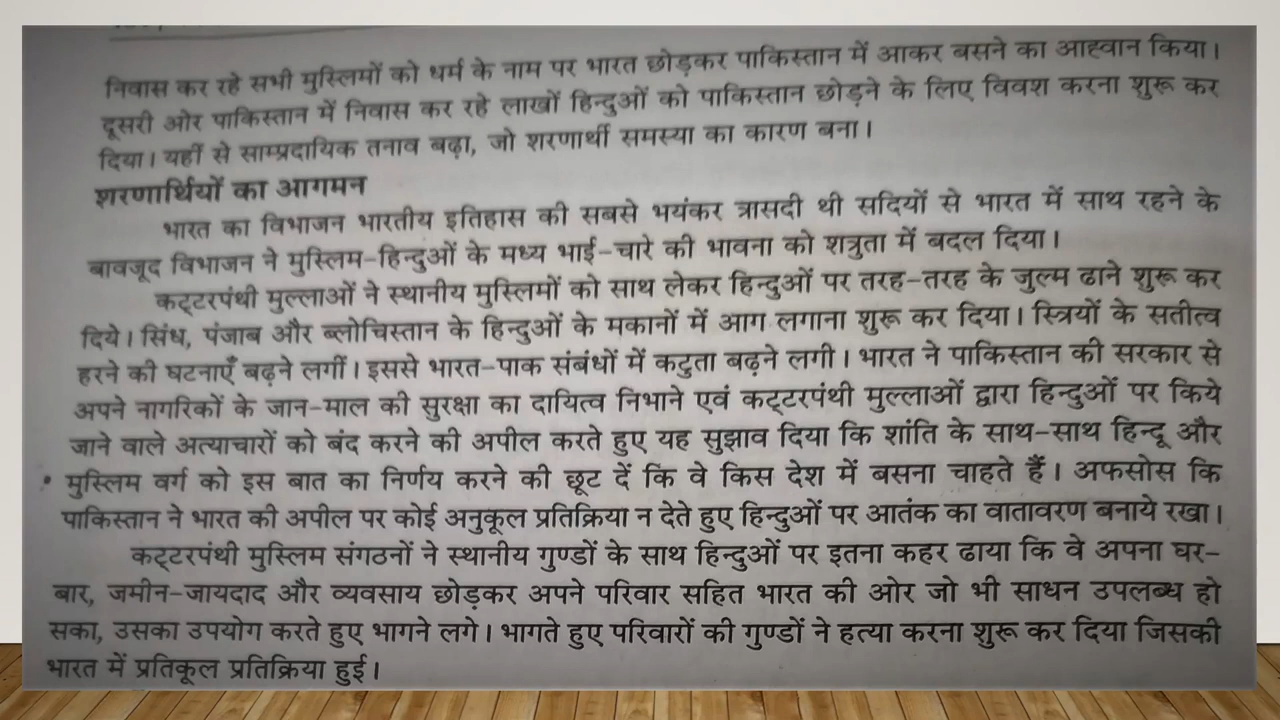 निवास कर रहे सभी मुस्लिमों को धर्म के नाम पर भारत छोड़कर पाकिस्तान में आकर बसने का आह्वान किया।
दूसरी ओर पाकिस्तान में निवास कर रहे लाखों हिन्दुओं को पाकिस्तान छोड़ने के लिए विवश करना शुरू कर
दिया। यहीं से साम्प्रदायिक तनाव बढ़ा, जो शरणार्थी समस्या का कारण बना।
शरणार्थियों का आगमन
भारत का विभाजन भारतीय इतिहास की सबसे भयंकर त्रासदी थी सदियों से भारत में साथ रहने के
बावजूद विभाजन ने मुस्लिम-हिन्दुओं के मध्य भाई-चारे की भावना को शत्रुता में बदल दिया।
कट्टरपंथी मुल्लाओं ने स्थानीय मुस्लिमों को साथ लेकर हिन्दुओं पर तरह-तरह के जुल्म ढाने शुरू कर
दिये। सिंध, पंजाब और ब्लोचिस्तान के हिन्दुओं के मकानों में आग लगाना शुरू कर दिया। स्त्रियों के सतीत्व
हरने की घटनाएँ बढ़ने लगीं। इससे भारत-पाक संबंधों में कटुता बढ़ने लगी। भारत ने पाकिस्तान की सरकार से
अपने नागरिकों के जान-माल की सुरक्षा का दायित्व निभाने एवं कट्टरपंथी मुल्लाओं द्वारा हिन्दुओं पर किये
जाने वाले अत्याचारों को बंद करने की अपील करते हुए यह सुझाव दिया कि शांति के साथ-साथ हिन्दू और
मुस्लिम वर्ग को इस बात का निर्णय करने की छूट दें कि वे किस देश में बसना चाहते हैं। अफसोस कि
पाकिस्तान ने भारत की अपील पर कोई अनुकूल प्रतिक्रिया न देते हुए हिन्दुओं पर आतंक का वातावरण बनाये रखा।
कट्टरपंथी मुस्लिम संगठनों ने स्थानीय गुण्डों के साथ हिन्दुओं पर इतना कहर ढाया कि वे अपना घर-
बार, जमीन-जायदाद और व्यवसाय छोड़कर अपने परिवार सहित भारत की ओर जो भी साधन उपलब्ध हो
सका, उसका उपयोग करते हुए भागने लगे। भागते हुए परिवारों की गुण्डों ने हत्या करना शुरू कर दिया जिसकी
भारत में प्रतिकूल प्रतिक्रिया हुई।